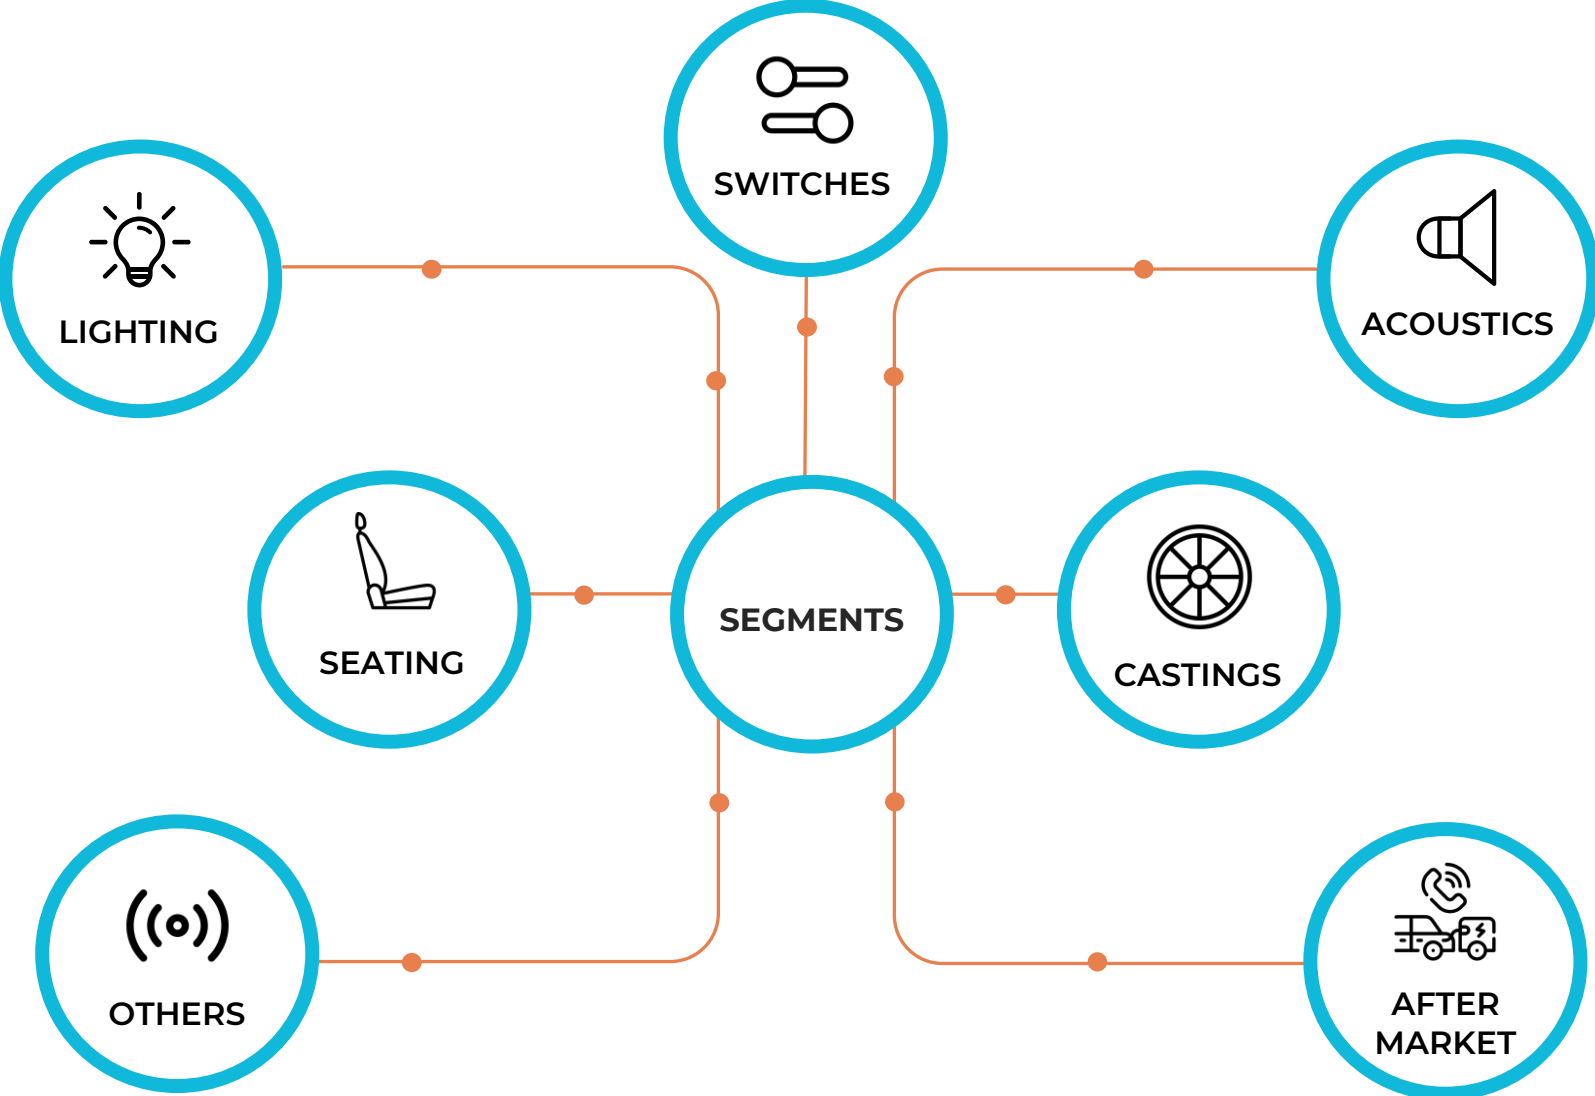 SWITCHES
LIGHTING
ACOUSTICS
SEATING
SEGMENTS
CASTINGS
OTHERS
AFTER
MARKET